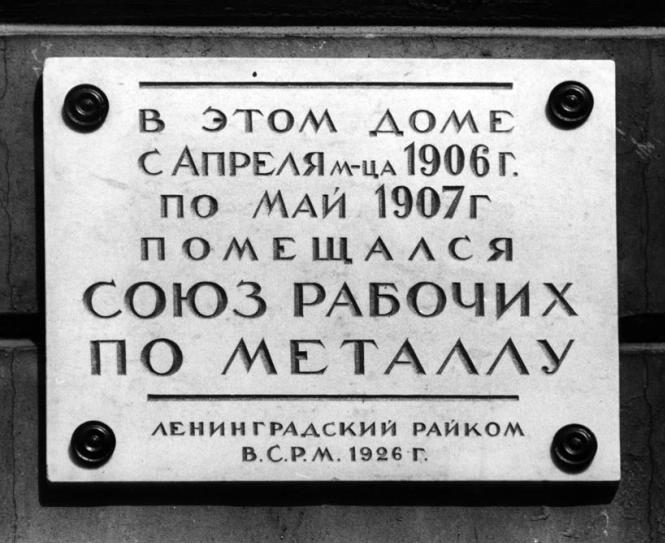 В ЭТОМ ДОМЕ
С АПРЕЛЯ М-ЦА 1906 Г.
ПО МАЙ 1907 Г
ПОМЕЩАЛСЯ
СОЮЗ РАБОЧИХ
ПО МЕТАЛЛУ
ЛЕНИНГРАДСКИЙ РАЙКОМ
В.С.Р.М. 1926 Г.